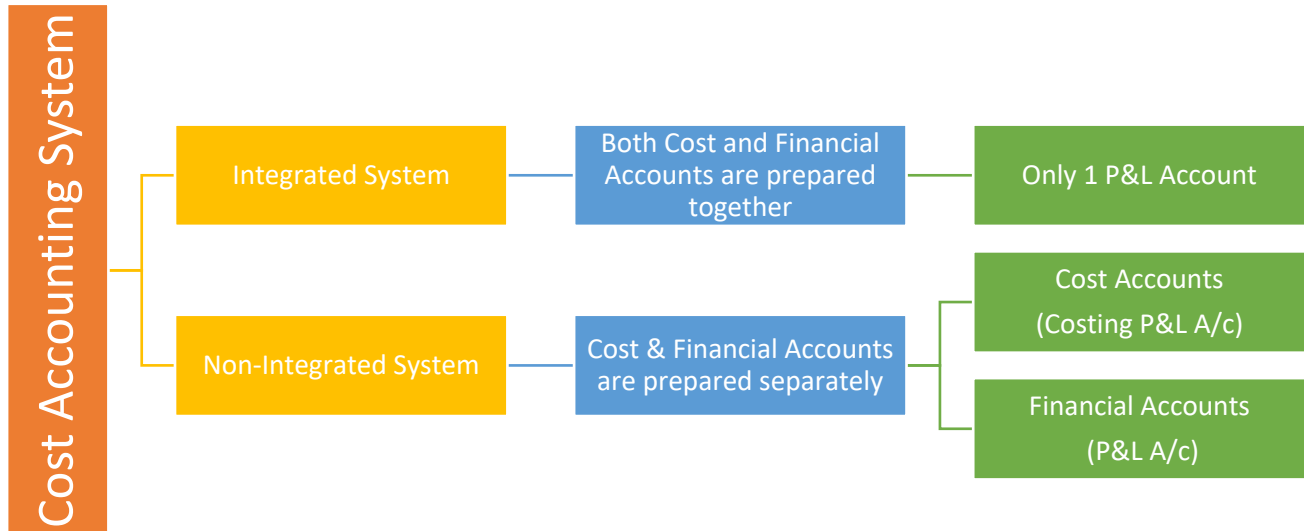 Cost Accounting System
Integrated System
Both Cost and Financial
Accounts are prepared
together
Only 1 P&L Account
Non-Integrated System
Cost & Financial Accounts
are prepared separately
Cost Accounts
(Costing P&L A/c)
Financial Accounts
(P&L A/c)